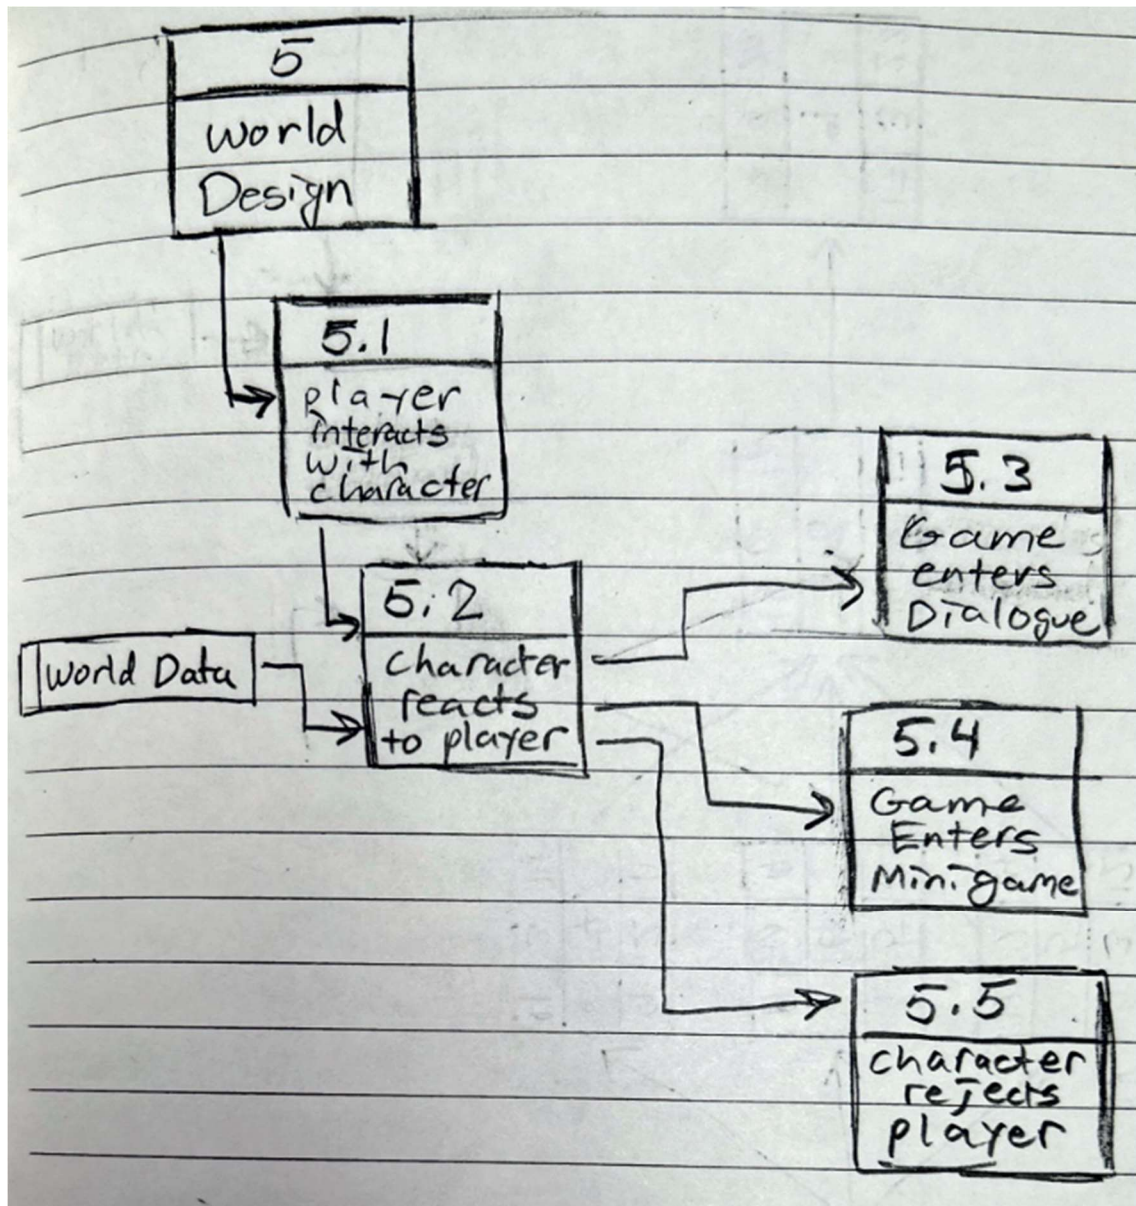 5
world
Design
5.1
player
interacts
with
character
5.2
Character
reacts
to player
World Data
5.3
Game
enters
Dialogue
5.4
Game
Enters
Minigame
5.5
character
rejects
player